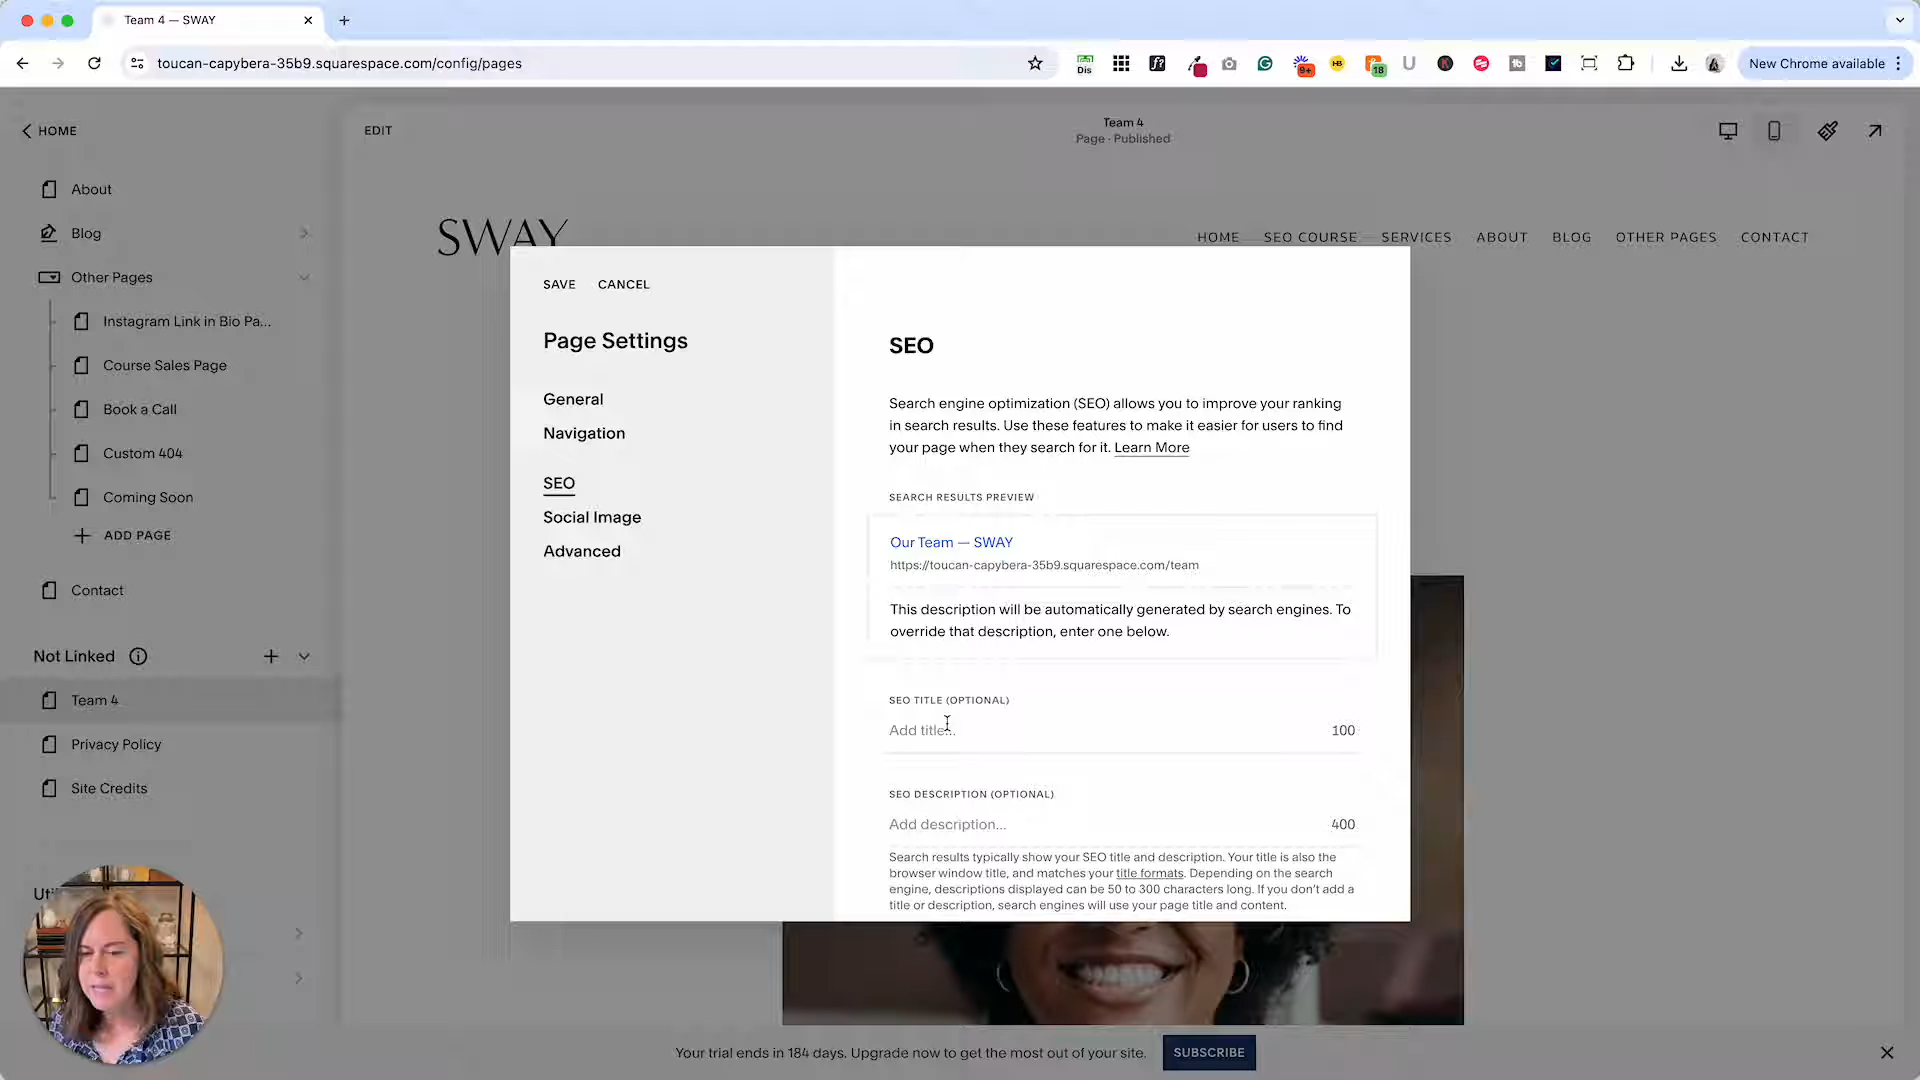 Team 4 — SWAY
toucan-capybera-35b9.squarespace.com/config/pages
Dis
9+
HB
18
New Chrome available
HOME
EDIT
Team 4
Page · Published
About
Blog
Other Pages
Instagram Link in Bio Pa...
Course Sales Page
Book a Call
Custom 404
Coming Soon
ADD PAGE
Contact
Not Linked
Team 4
Privacy Policy
Site Credits
SWAY
HOME SEO COURSE SERVICES ABOUT BLOG OTHER PAGES CONTACT
SAVE CANCEL
Page Settings
General
Navigation
SEO
Social Image
Advanced
SEO
Search engine optimization (SEO) allows you to improve your ranking
in search results. Use these features to make it easier for users to find
your page when they search for it. Learn More
SEARCH RESULTS PREVIEW
Our Team — SWAY
https://toucan-capybera-35b9.squarespace.com/team
This description will be automatically generated by search engines. To
override that description, enter one below.
SEO TITLE (OPTIONAL)
Add title... 100
SEO DESCRIPTION (OPTIONAL)
Add description... 400
Search results typically show your SEO title and description. Your title is also the
browser window title, and matches your title formats. Depending on the search
engine, descriptions displayed can be 50 to 300 characters long. If you don't add a
title or description, search engines will use your page title and content.
Your trial ends in 184 days. Upgrade now to get the most out of your site. SUBSCRIBE